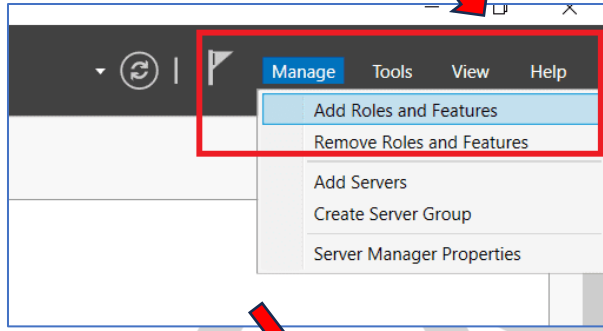 Manage Tools View Help
Add Roles and Features
Remove Roles and Features
Add Servers
Create Server Group
Server Manager Properties